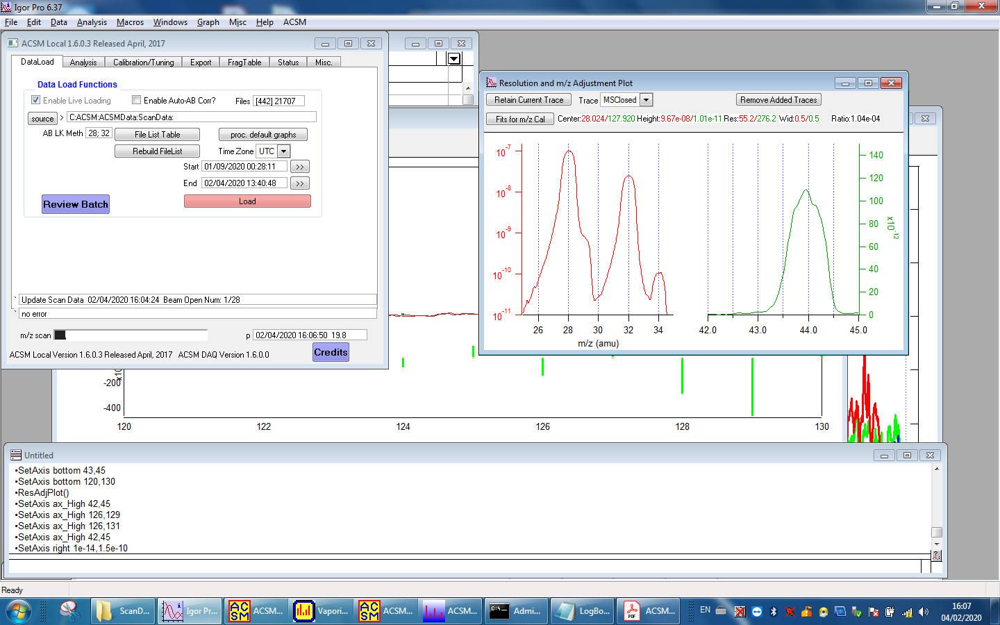 Igor Pro 6.37
File Edit Data Analysis Macros Windows Graph Misc Help ACSM
ACSM Local 1.6.0.3 Released April, 2017
DataLoad Analysis Calibration/Tuning Export FragTable Status Misc.
Data Load Functions
Enable Live Loading Enable Auto-AB Corr? Files [442] 21707
source > C:ACSM:ACSMData:ScanData:
AB LK Meth 28; 32 File List Table proc. default graphs
Rebuild FileList Time Zone UTC
Start 01/09/2020 00:28:11 >>
End 02/04/2020 13:40:48 >>
Review Batch Load
Update Scan Data 02/04/2020 16:04:24 Beam Open Num: 1/28
no error
m/z scan p 02/04/2020 16:06:50 19.8
ACSM Local Version 1.6.0.3 Released April, 2017 ACSM DAQ Version 1.6.0.0 Credits
Resolution and m/z Adjustment Plot
Retain Current Trace Trace MSClosed Remove Added Traces
Fits for m/z Cal Center:28.024/127.920 Height:9.67e-08/1.01e-11 Res:55.2/276.2 Wid:0.5/0.5 Ratio:1.04e-04
10-7
10-8
10-9
10-10
10-11
26 28 30 32 34
m/z (amu)
140
120
100
80
60
40
20
0
x10-12
42.0 43.0 44.0 45.0
-200
-400
120 122 124 126 128 130
Untitled
•SetAxis bottom 43,45
•SetAxis bottom 120,130
•ResAdjPlot()
•SetAxis ax_High 42,45
•SetAxis ax_High 126,129
•SetAxis ax_High 126,131
•SetAxis ax_High 42,45
•SetAxis right 1e-14,1.5e-10
Ready
ScanD... Igor Pr... ACSM... Vapori... ACSM... ACSM... Admi... LogBo... ACSM... EN 16:07
04/02/2020